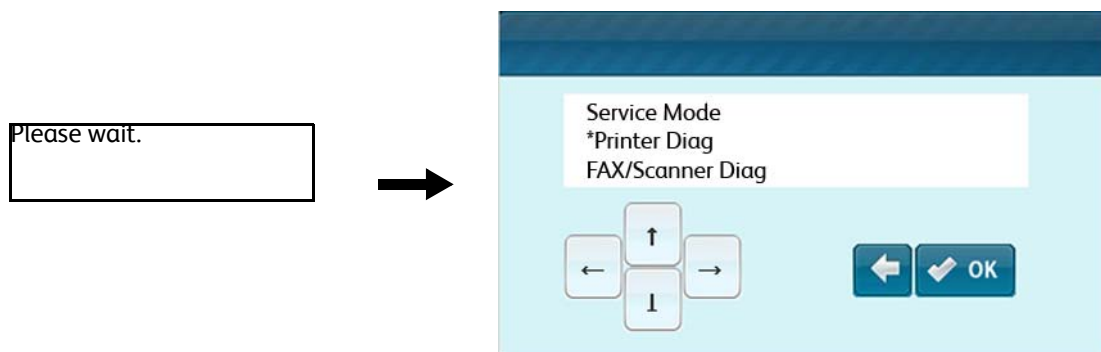 Please wait.
Service Mode
*Printer Diag
FAX/Scanner Diag
↑
← →
↓
OK